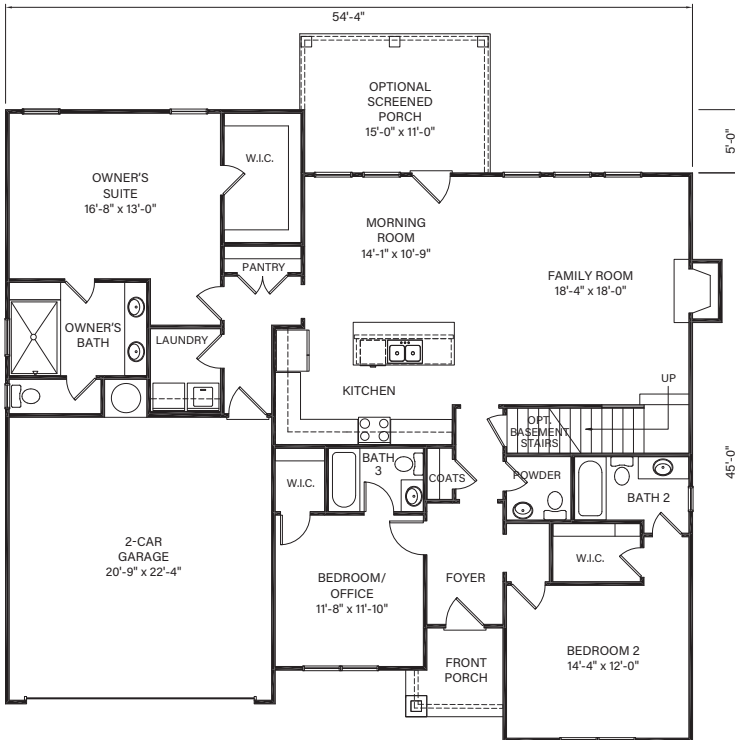 54'-4"
OPTIONAL
SCREENED
PORCH
15'-0" x 11'-0"
5'-0"
W.I.C.
OWNER'S
SUITE
16'-8" x 13'-0"
MORNING
ROOM
14'-1" x 10'-9"
PANTRY
FAMILY ROOM
18'-4" x 18'-0"
OWNER'S
BATH
LAUNDRY
KITCHEN
UP
OPT.
BASEMENT
STAIRS
45'-0"
BATH
3
W.I.C.
COATS
POWDER
BATH 2
2-CAR
GARAGE
20'-9" x 22'-4"
W.I.C.
BEDROOM/
OFFICE
11'-8" x 11'-10"
FOYER
FRONT
PORCH
BEDROOM 2
14'-4" x 12'-0"